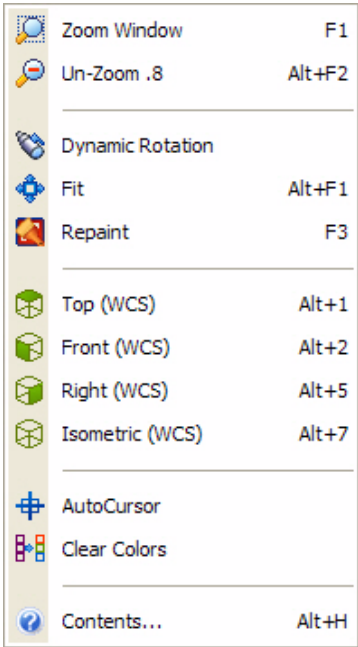 Zoom Window F1
Un-Zoom .8 Alt+F2
Dynamic Rotation
Fit Alt+F1
Repaint F3
Top (WCS) Alt+1
Front (WCS) Alt+2
Right (WCS) Alt+5
Isometric (WCS) Alt+7
AutoCursor
Clear Colors
Contents... Alt+H